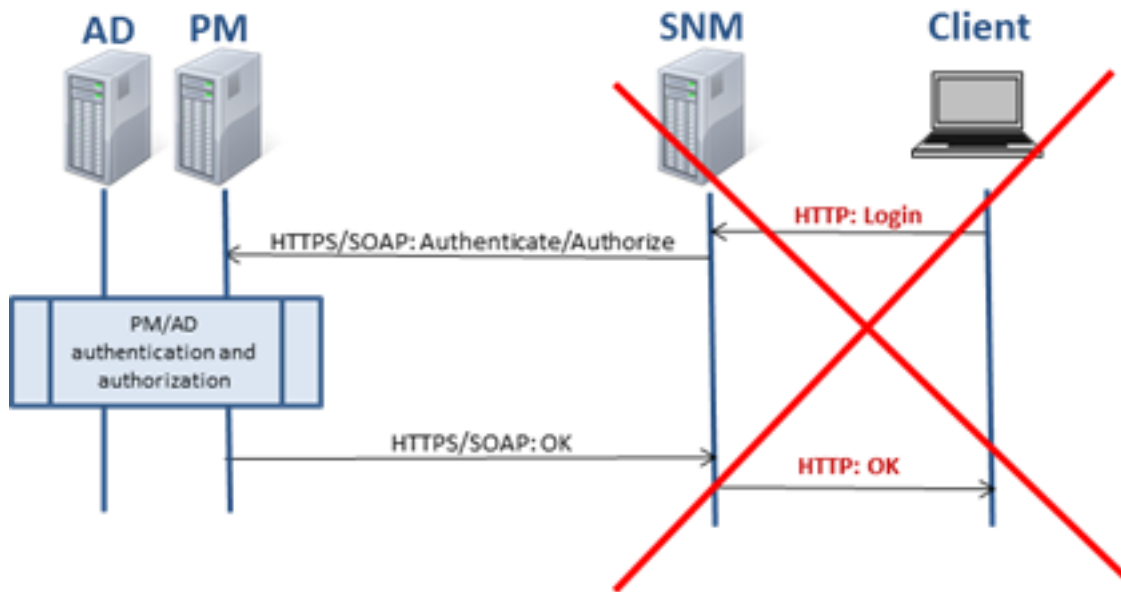 AD
PM
SNM
Client
HTTP: Login
HTTPS/SOAP: Authenticate/Authorize
PM/AD
authentication and
authorization
HTTPS/SOAP: OK
HTTP: OK